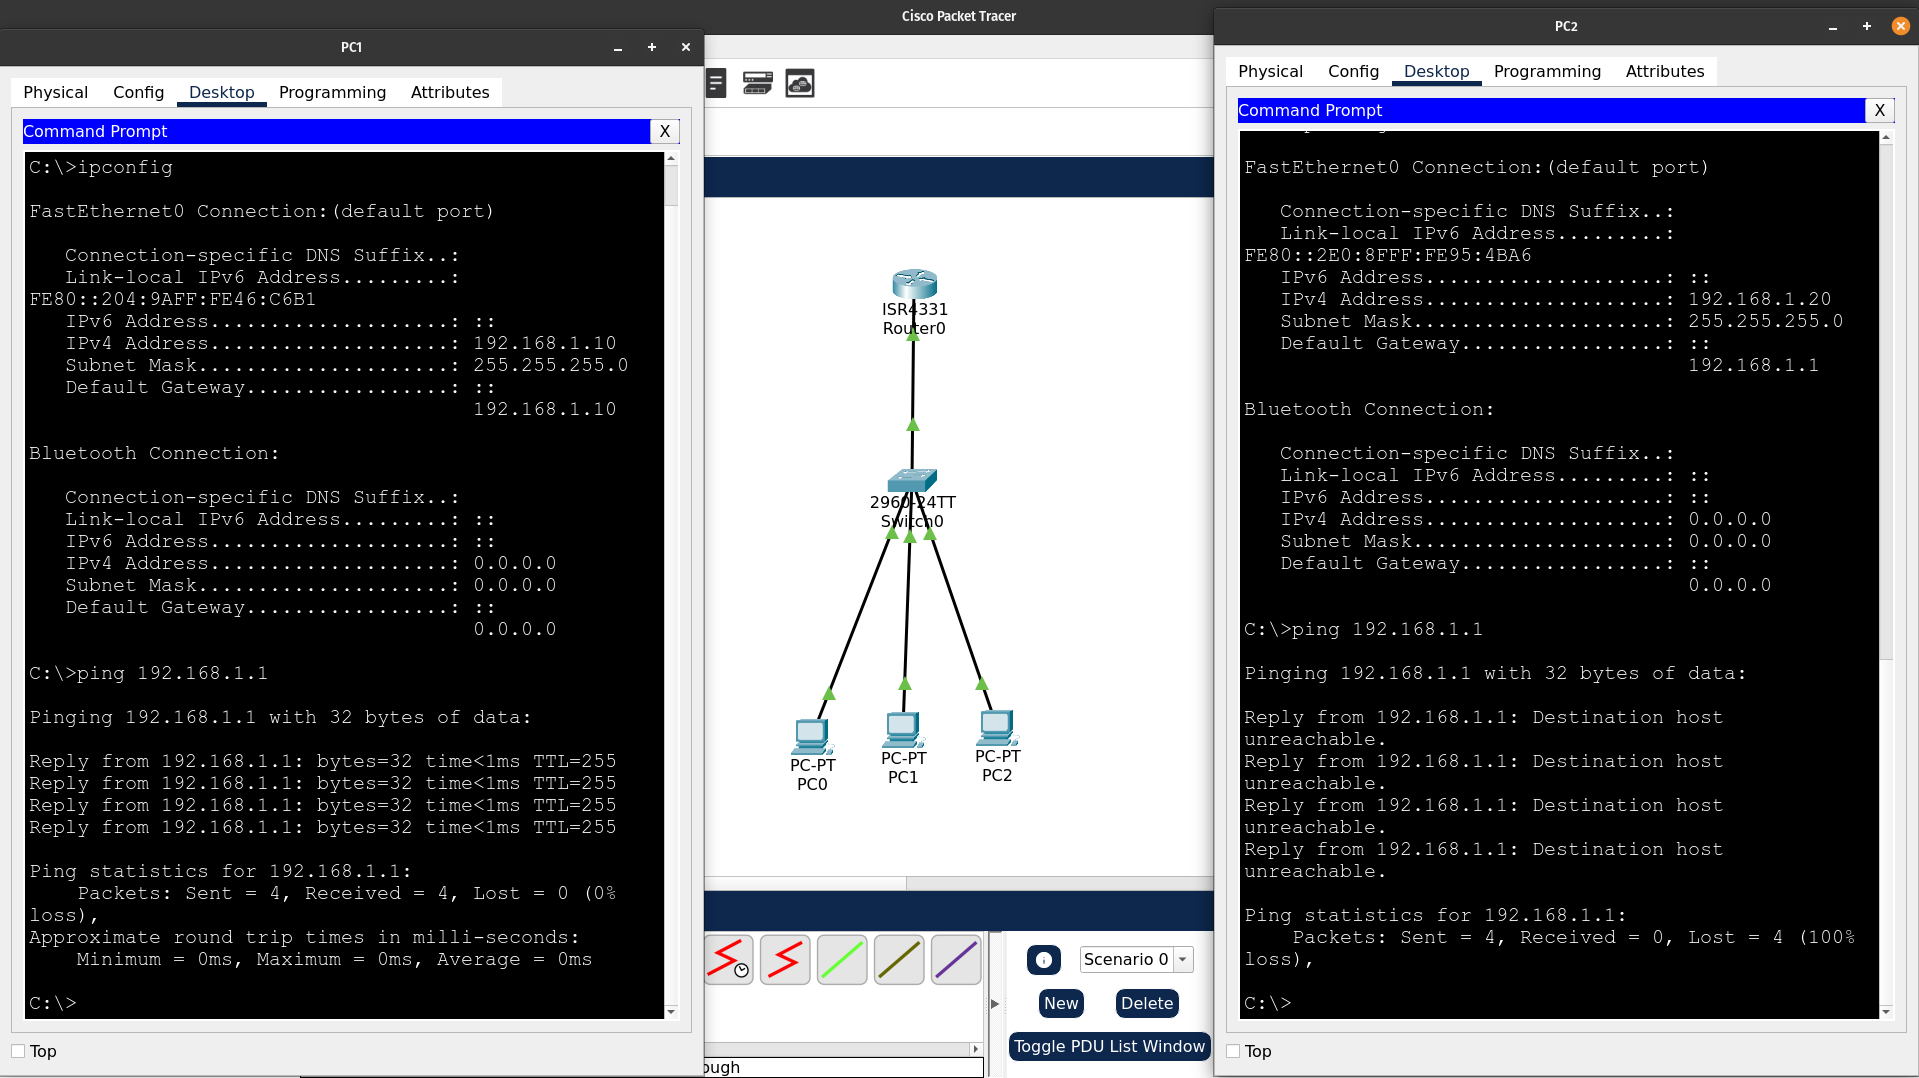 Cisco Packet Tracer
PC1
Physical Config Desktop Programming Attributes
Command Prompt X
C:\>ipconfig
FastEthernet0 Connection:(default port)
Connection-specific DNS Suffix..:
Link-local IPv6 Address.........:
FE80::204:9AFF:FE46:C6B1
IPv6 Address....................: ::
IPv4 Address....................: 192.168.1.10
Subnet Mask.....................: 255.255.255.0
Default Gateway.................: ::
192.168.1.10
Bluetooth Connection:
Connection-specific DNS Suffix..:
Link-local IPv6 Address.........: ::
IPv6 Address....................: ::
IPv4 Address....................: 0.0.0.0
Subnet Mask.....................: 0.0.0.0
Default Gateway.................: ::
0.0.0.0
C:\>ping 192.168.1.1
Pinging 192.168.1.1 with 32 bytes of data:
Reply from 192.168.1.1: bytes=32 time<1ms TTL=255
Reply from 192.168.1.1: bytes=32 time<1ms TTL=255
Reply from 192.168.1.1: bytes=32 time<1ms TTL=255
Reply from 192.168.1.1: bytes=32 time<1ms TTL=255
Ping statistics for 192.168.1.1:
Packets: Sent = 4, Received = 4, Lost = 0 (0%
loss),
Approximate round trip times in milli-seconds:
Minimum = 0ms, Maximum = 0ms, Average = 0ms
C:\>
Top
ISR4331
Router0
2960-24TT
Switch0
PC-PT
PC0
PC-PT
PC1
PC-PT
PC2
Scenario 0
New Delete
Toggle PDU List Window
PC2
Physical Config Desktop Programming Attributes
Command Prompt X
FastEthernet0 Connection:(default port)
Connection-specific DNS Suffix..:
Link-local IPv6 Address.........:
FE80::2E0:8FFF:FE95:4BA6
IPv6 Address....................: ::
IPv4 Address....................: 192.168.1.20
Subnet Mask.....................: 255.255.255.0
Default Gateway.................: ::
192.168.1.1
Bluetooth Connection:
Connection-specific DNS Suffix..:
Link-local IPv6 Address.........: ::
IPv6 Address....................: ::
IPv4 Address....................: 0.0.0.0
Subnet Mask.....................: 0.0.0.0
Default Gateway.................: ::
0.0.0.0
C:\>ping 192.168.1.1
Pinging 192.168.1.1 with 32 bytes of data:
Reply from 192.168.1.1: Destination host
unreachable.
Reply from 192.168.1.1: Destination host
unreachable.
Reply from 192.168.1.1: Destination host
unreachable.
Reply from 192.168.1.1: Destination host
unreachable.
Ping statistics for 192.168.1.1:
Packets: Sent = 4, Received = 0, Lost = 4 (100%
loss),
C:\>
Top